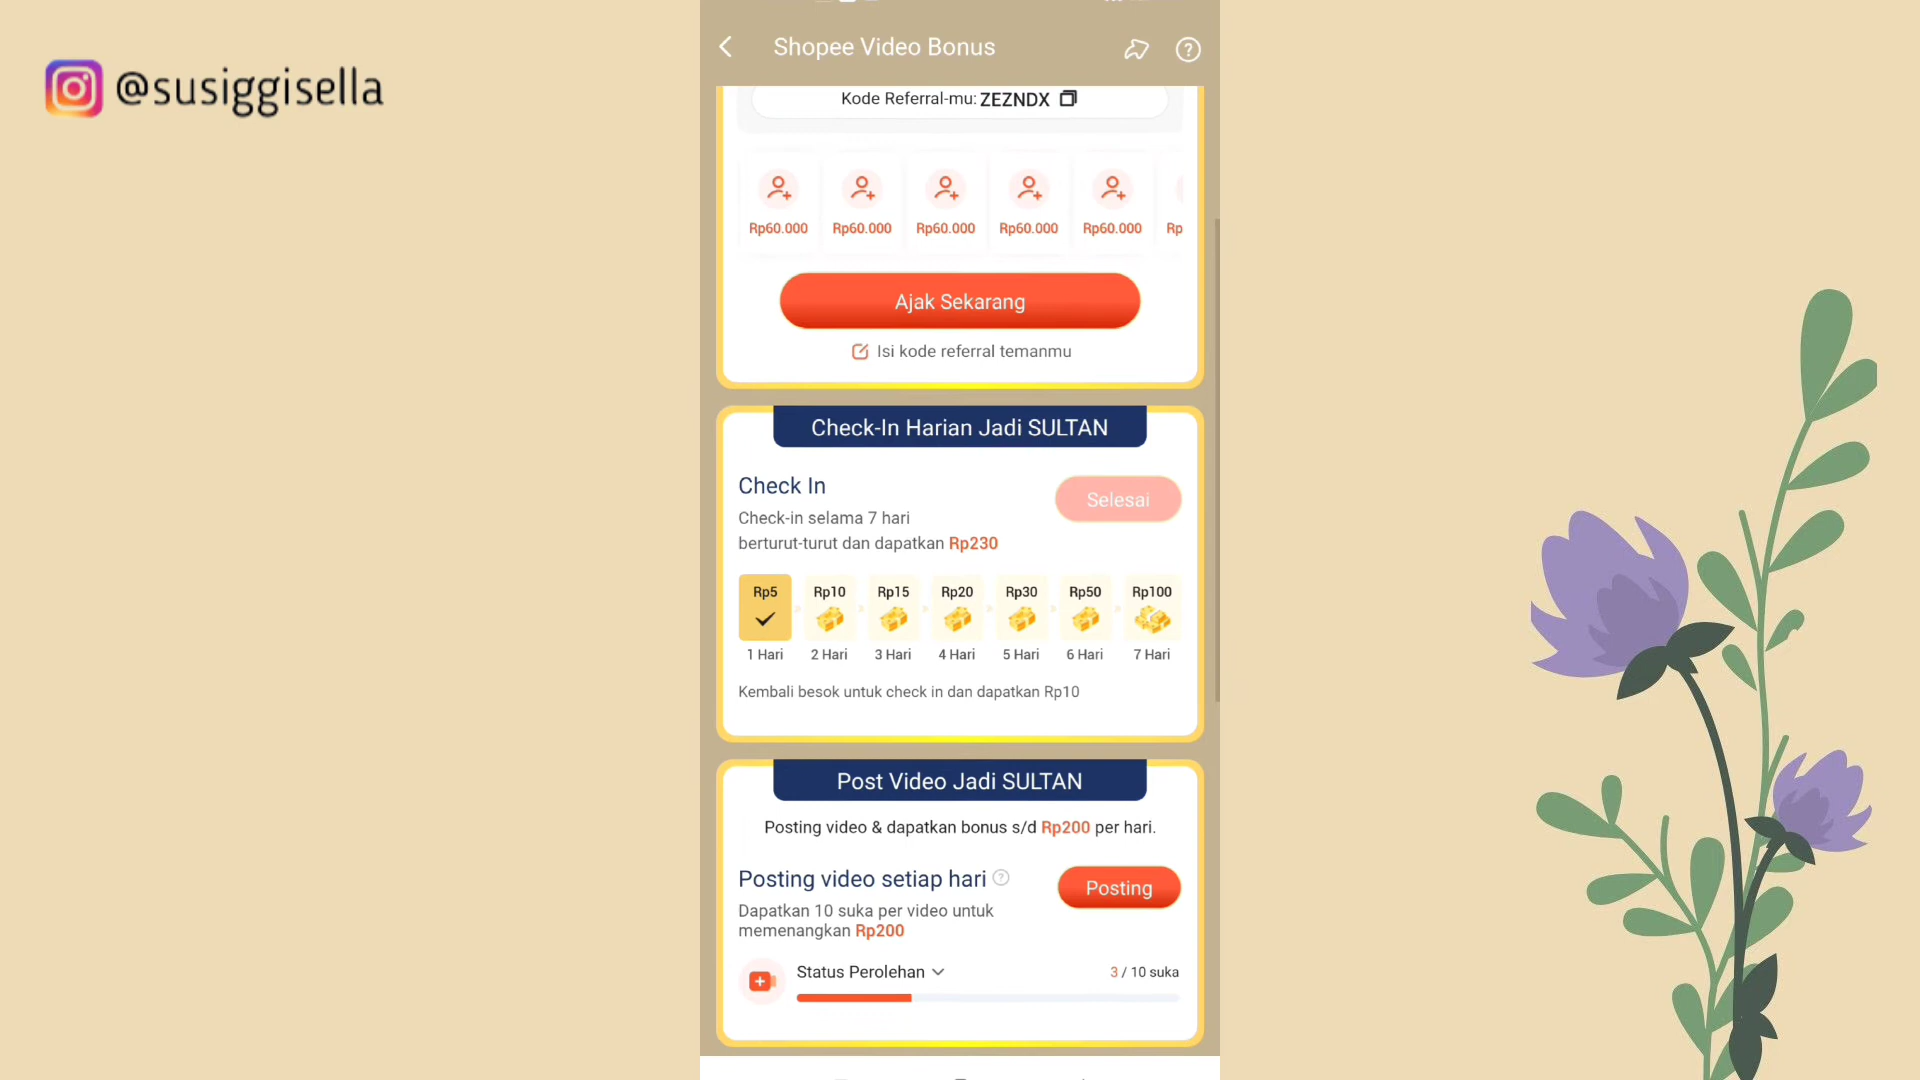 @susiggisella
Shopee Video Bonus
Kode Referral-mu: ZEZNDX
Rp60.000 Rp60.000 Rp60.000 Rp60.000 Rp60.000 Rp
Ajak Sekarang
Isi kode referral temanmu
Check-In Harian Jadi SULTAN
Check In
Selesai
Check-in selama 7 hari
berturut-turut dan dapatkan Rp230
Rp5 Rp10 Rp15 Rp20 Rp30 Rp50 Rp100
1 Hari 2 Hari 3 Hari 4 Hari 5 Hari 6 Hari 7 Hari
Kembali besok untuk check in dan dapatkan Rp10
Post Video Jadi SULTAN
Posting video & dapatkan bonus s/d Rp200 per hari.
Posting video setiap hari ?
Posting
Dapatkan 10 suka per video untuk
memenangkan Rp200
Status Perolehan
3 / 10 suka